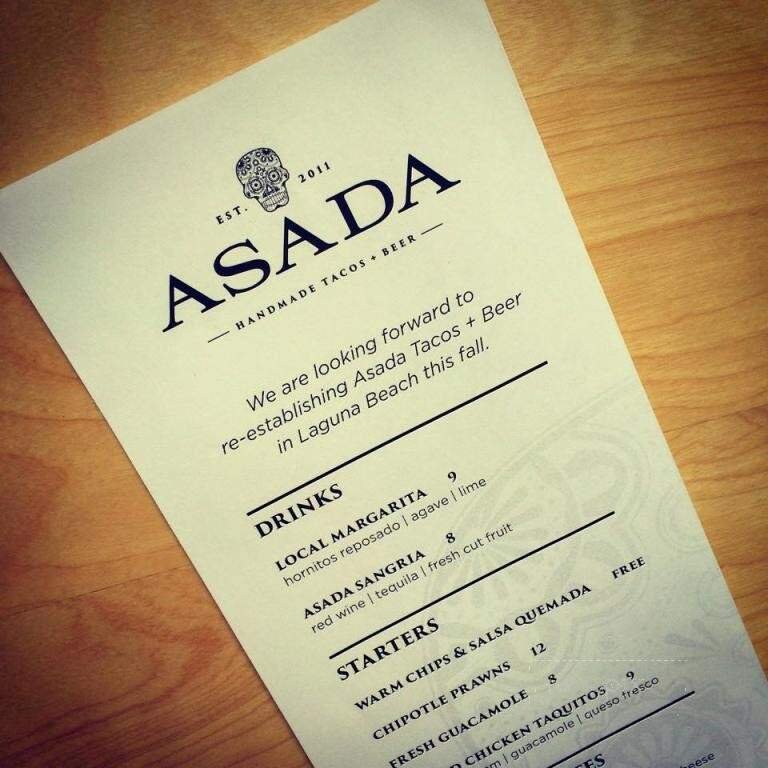 EST. 2011
ASADA
HANDMADE TACOS + BEER
We are looking forward to
re-establishing Asada Tacos + Beer
in Laguna Beach this fall.
DRINKS
LOCAL MARGARITA 9
hornitos reposado | agave | lime
ASADA SANGRIA 8
red wine | tequila | fresh cut fruit
STARTERS
WARM CHIPS & SALSA QUEMADA FREE
CHIPOTLE PRAWNS 12
FRESH GUACAMOLE 8
CHICKEN TAQUITOS 9
| guacamole | queso fresco
cheese